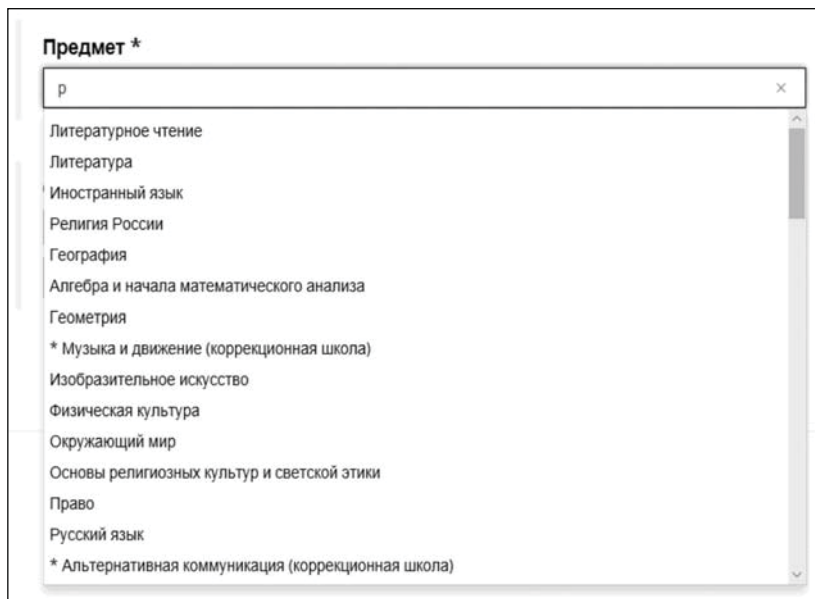 Предмет *
р
Литературное чтение
Литература
Иностранный язык
Религия России
География
Алгебра и начала математического анализа
Геометрия
* Музыка и движение (коррекционная школа)
Изобразительное искусство
Физическая культура
Окружающий мир
Основы религиозных культур и светской этики
Право
Русский язык
* Альтернативная коммуникация (коррекционная школа)